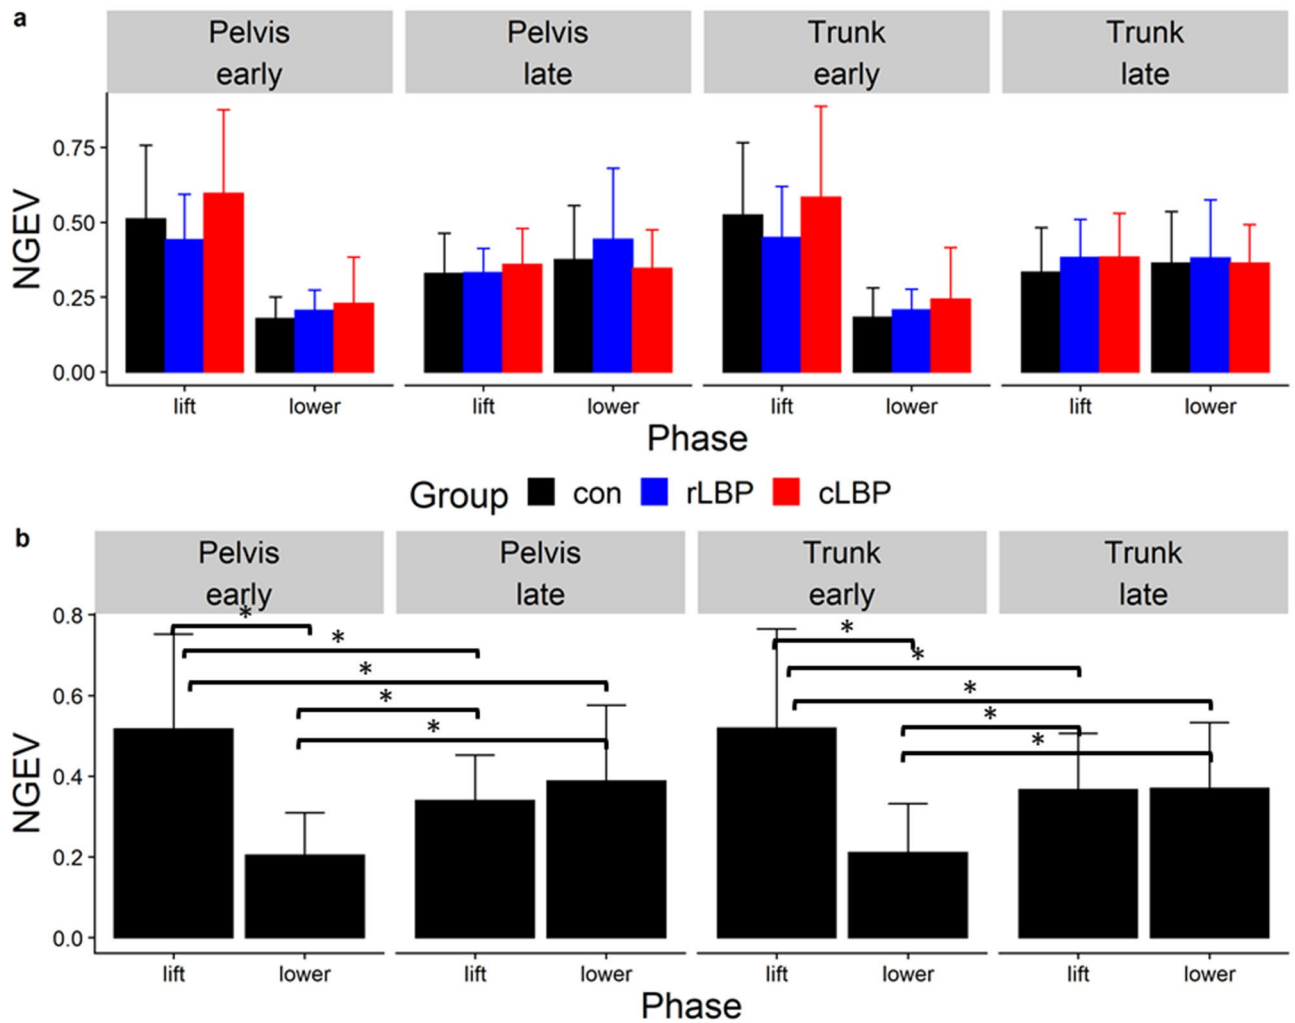 a
Pelvis early
Pelvis late
Trunk early
Trunk late
NGEV
0.75
0.50
0.25
0.00
lift
lower
lift
lower
lift
lower
lift
lower
Phase
Group con rLBP cLBP
b
Pelvis early
Pelvis late
Trunk early
Trunk late
NGEV
0.8
0.6
0.4
0.2
0.0
*
*
*
*
*
*
*
*
*
*
lift
lower
lift
lower
lift
lower
lift
lower
Phase